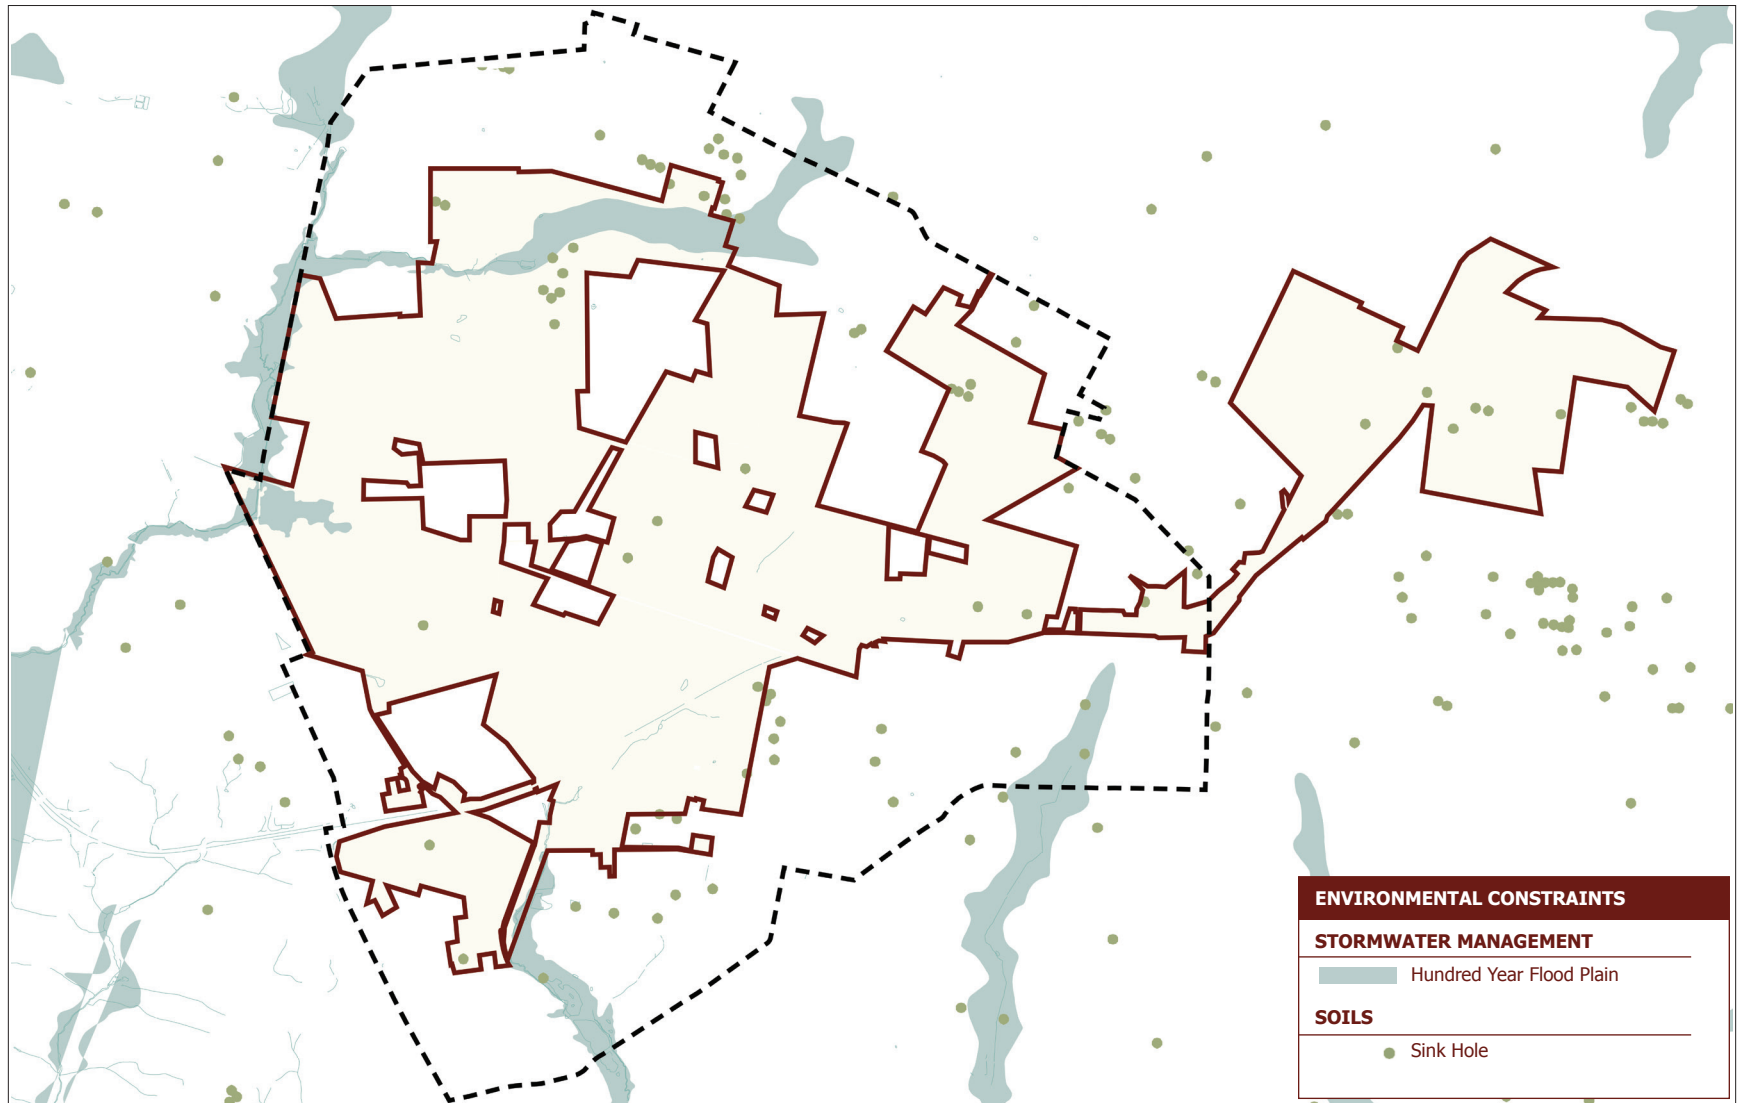 ENVIRONMENTAL CONSTRAINTS
STORMWATER MANAGEMENT
Hundred Year Flood Plain
SOILS
Sink Hole